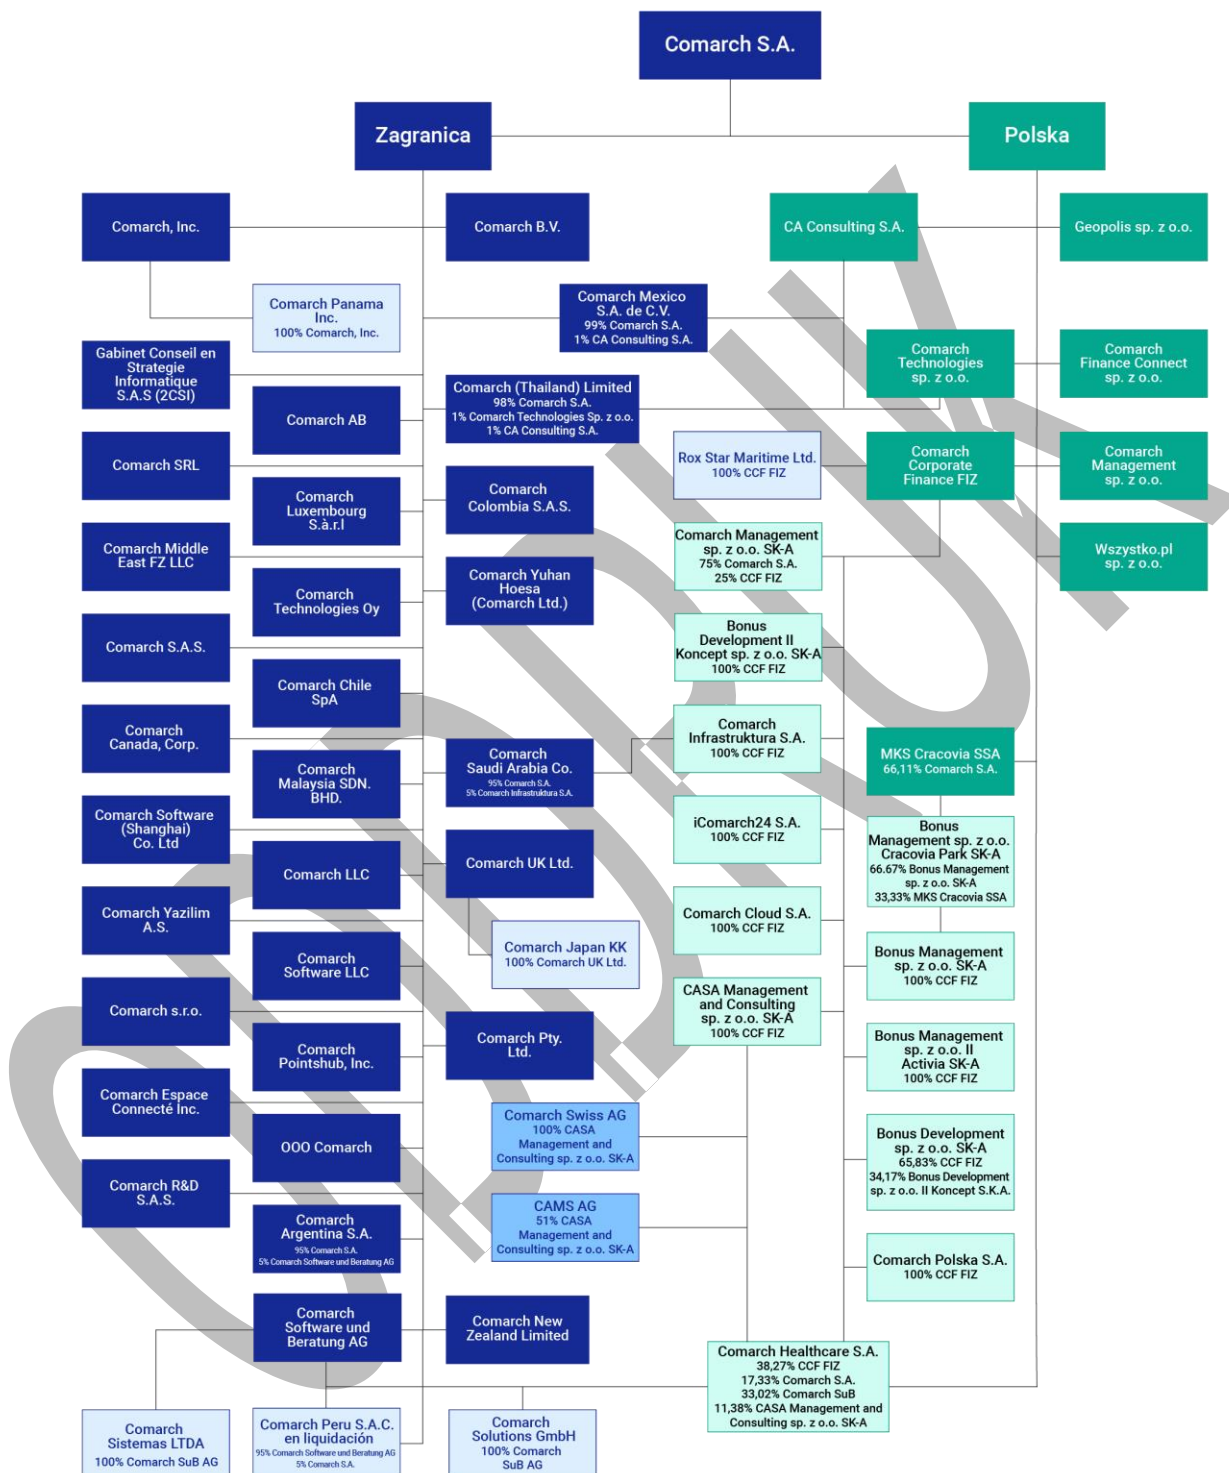 Comarch S.A.
Zagranica
Polska
Comarch, Inc.
Comarch B.V.
CA Consulting S.A.
Geopolis sp. z o.o.
Comarch Panama
Inc.
100% Comarch, Inc.
Comarch Mexico
S.A. de C.V.
99% Comarch S.A.
1% CA Consulting S.A.
Gabinet Conseil en
Strategie
Informatique
S.A.S (2CSI)
Comarch
Technologies
sp. z o.o.
Comarch
Finance Connect
sp. z o.o.
Comarch AB
Comarch (Thailand) Limited
98% Comarch S.A.
1% Comarch Technologies Sp. z o.o.
1% CA Consulting S.A.
Comarch SRL
Rox Star Maritime Ltd.
100% CCF FIZ
Comarch
Corporate
Finance FIZ
Comarch
Management
sp. z o.o.
Comarch
Luxembourg
S.à.r.l
Comarch
Colombia S.A.S.
Comarch Middle
East FZ LLC
Comarch Management
sp. z o.o. SK-A
75% Comarch S.A.
25% CCF FIZ
Wszystko.pl
sp. z o.o.
Comarch
Technologies Oy
Comarch Yuhan
Hoesa
(Comarch Ltd.)
Comarch S.A.S.
Bonus
Development II
Koncept sp. z o.o. SK-A
100% CCF FIZ
Comarch Chile
SpA
Comarch
Canada, Corp.
Comarch
Infrastruktura S.A.
100% CCF FIZ
Comarch
Malaysia SDN.
BHD.
Comarch
Saudi Arabia Co.
95% Comarch S.A.
5% Comarch Infrastruktura S.A.
MKS Cracovia SSA
66,11% Comarch S.A.
Comarch Software
(Shanghai)
Co. Ltd
iComarch24 S.A.
100% CCF FIZ
Bonus
Management sp. z o.o.
Cracovia Park SK-A
66.67% Bonus Management
sp. z o.o. SK-A
33,33% MKS Cracovia SSA
Comarch LLC
Comarch UK Ltd.
Comarch Yazilim
A.S.
Comarch Cloud S.A.
100% CCF FIZ
Comarch
Software LLC
Comarch Japan KK
100% Comarch UK Ltd.
Bonus Management
sp. z o.o. SK-A
100% CCF FIZ
Comarch s.r.o.
CASA Management
and Consulting
sp. z o.o. SK-A
100% CCF FIZ
Comarch
Pointshub, Inc.
Comarch Pty.
Ltd.
Bonus Management
sp. z o.o. II
Activia SK-A
100% CCF FIZ
Comarch Espace
Connecté Inc.
OOO Comarch
Comarch Swiss AG
100% CASA
Management and
Consulting sp. z o.o. SK-A
Bonus Development
sp. z o.o. SK-A
65,83% CCF FIZ
34,17% Bonus Development
sp. z o.o. II Koncept S.K.A.
Comarch R&D
S.A.S.
Comarch
Argentina S.A.
95% Comarch S.A.
5% Comarch Software und Beratung AG
CAMS AG
51% CASA
Management and
Consulting sp. z o.o. SK-A
Comarch Polska S.A.
100% CCF FIZ
Comarch
Software und
Beratung AG
Comarch New
Zealand Limited
Comarch Healthcare S.A.
38,27% CCF FIZ
17,33% Comarch S.A.
33,02% Comarch SuB
11,38% CASA Management and
Consulting sp. z o.o. SK-A
Comarch
Sistemas LTDA
100% Comarch SuB AG
Comarch Peru S.A.C.
en liquidación
95% Comarch Software und Beratung AG
5% Comarch S.A.
Comarch
Solutions GmbH
100% Comarch
SuB AG
WYDRUK